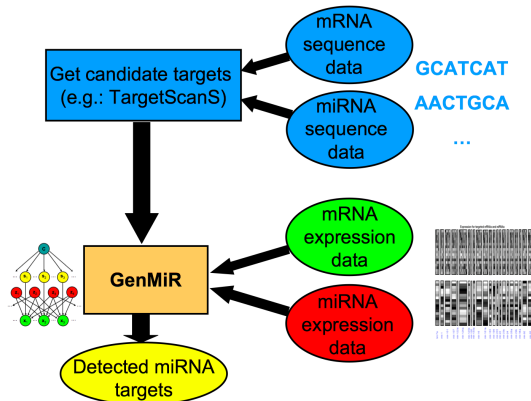 mRNA
sequence
data
Get candidate targets
(e.g.: TargetScanS)
GCATCAT
AACTGCA
...
miRNA
sequence
data
mRNA
expression
data
GenMiR
miRNA
expression
data
Detected miRNA
targets